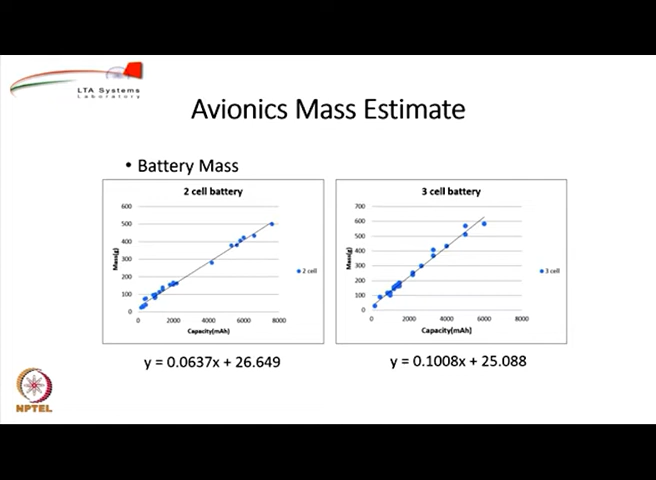 LTA Systems
Laboratory
Avionics Mass Estimate
• Battery Mass
2 cell battery
600
500
400
300
200
100
0
Mass(g)
0 2000 4000 6000 8000
Capacity[mAh]
2 cell
y = 0.0637x + 26.649
3 cell battery
700
600
500
400
300
200
100
0
Mass(g)
0 2000 4000 6000 8000
Capacity[mAh]
3 cell
y = 0.1008x + 25.088
NPTEL